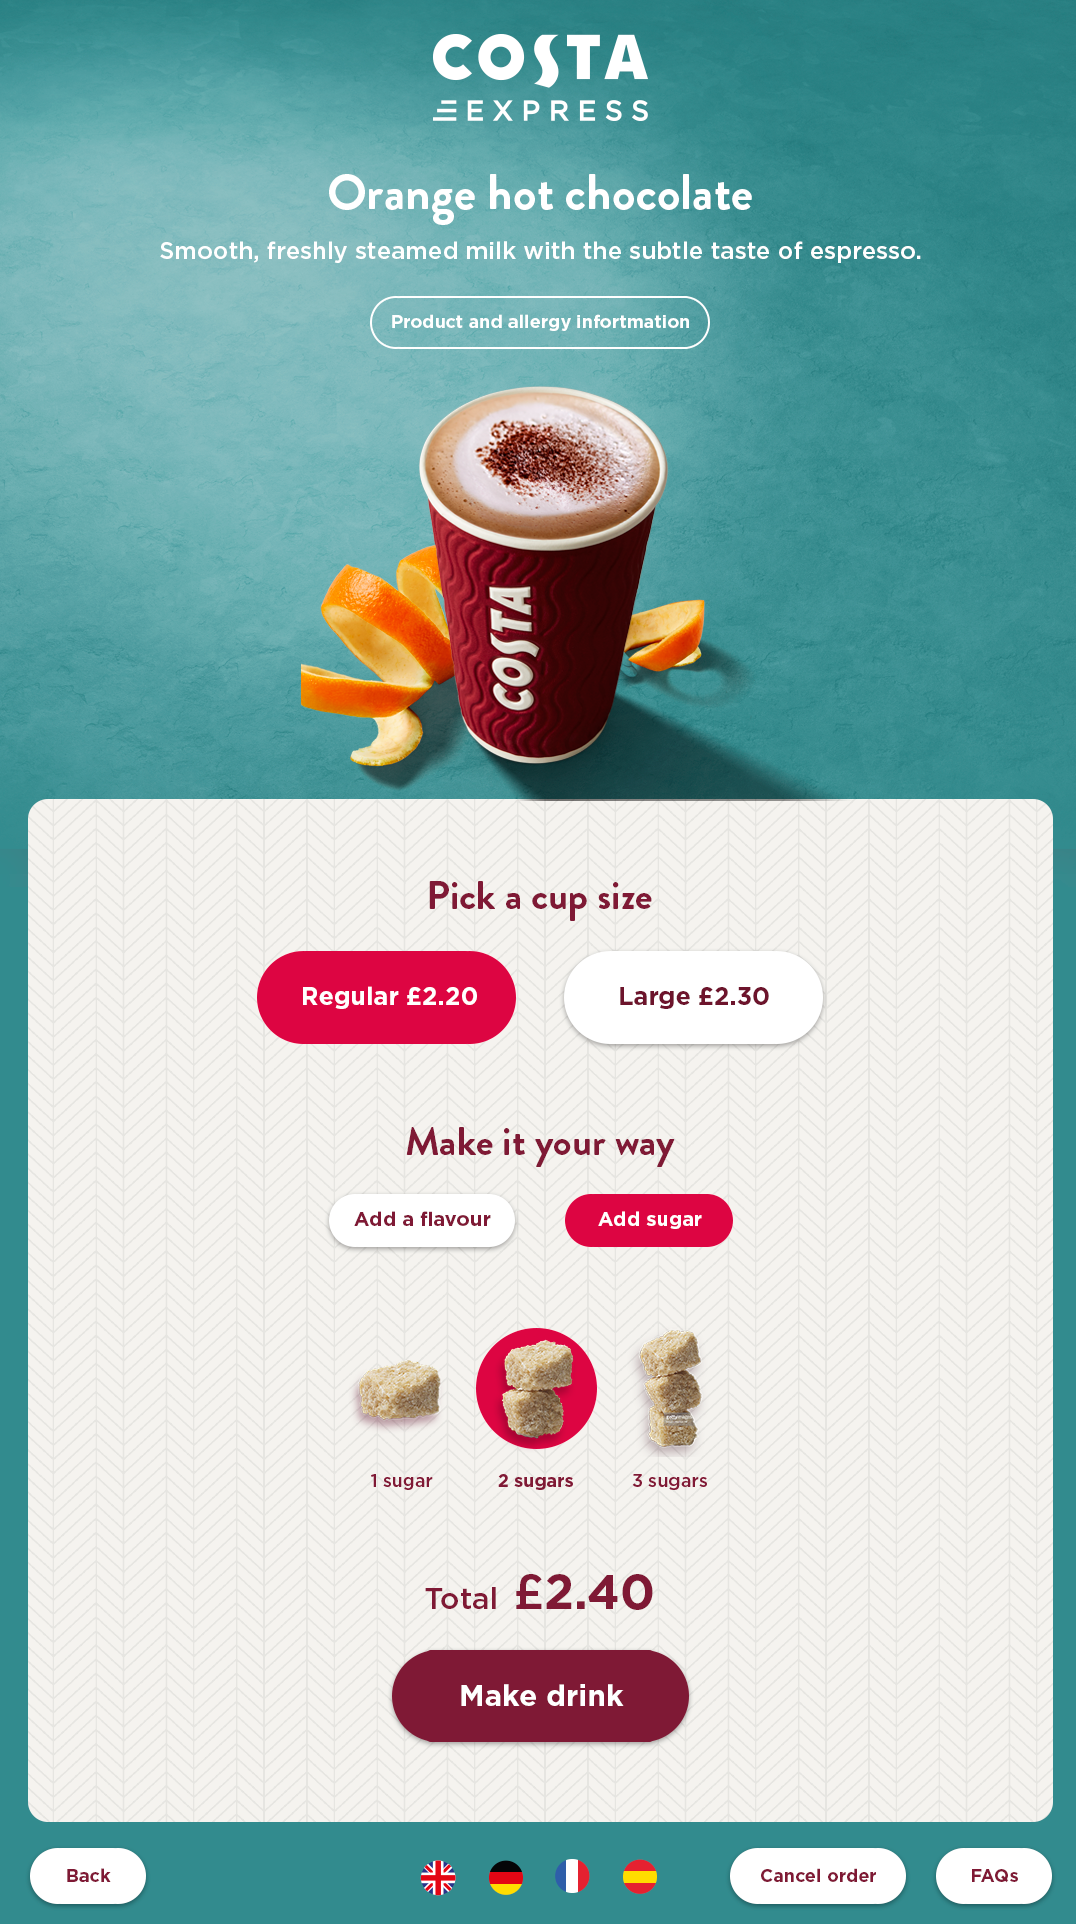 COSTA
EXPRESS
Orange hot chocolate
Smooth, freshly steamed milk with the subtle taste of espresso.
Product and allergy infortmation
COSTA
Pick a cup size
Regular £2.20
Large £2.30
Make it your way
Add a flavour
Add sugar
1 sugar
2 sugars
3 sugars
Total £2.40
Make drink
Back
Cancel order
FAQs